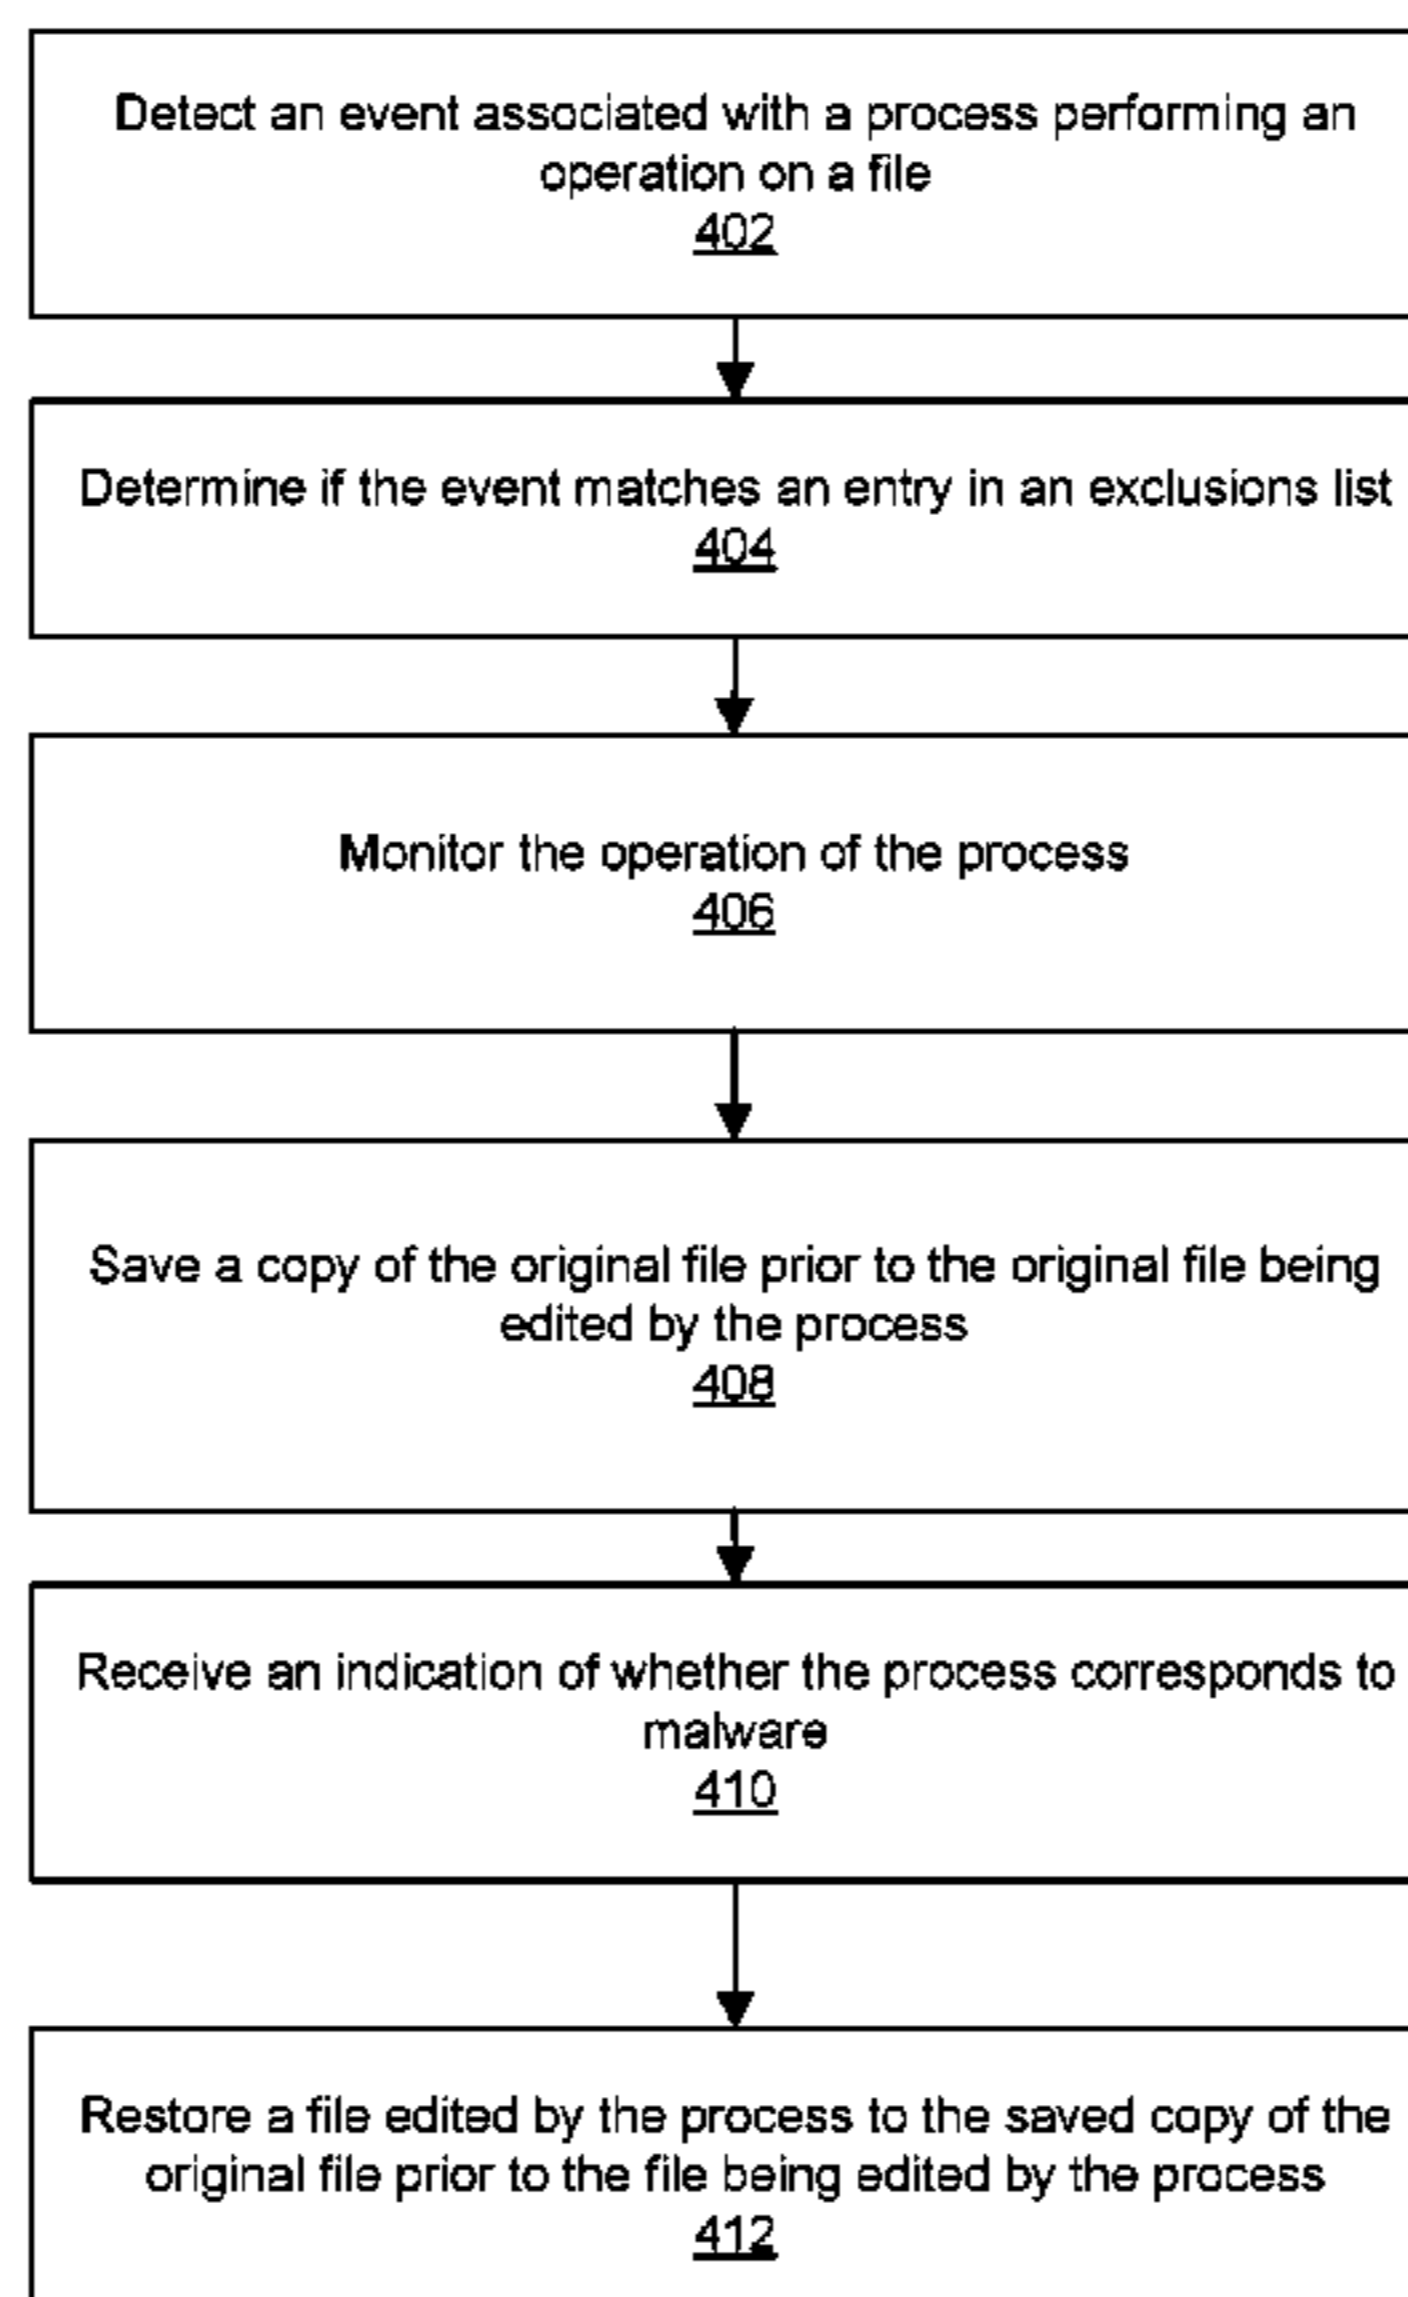 Detect an event associated with a process performing an
operation on a file
402
Determine if the event matches an entry in an exclusions list
404
Monitor the operation of the process
406
Save a copy of the original file prior to the original file being
edited by the process
408
Receive an indication of whether the process corresponds to
malware
410
Restore a file edited by the process to the saved copy of the
original file prior to the file being edited by the process
412